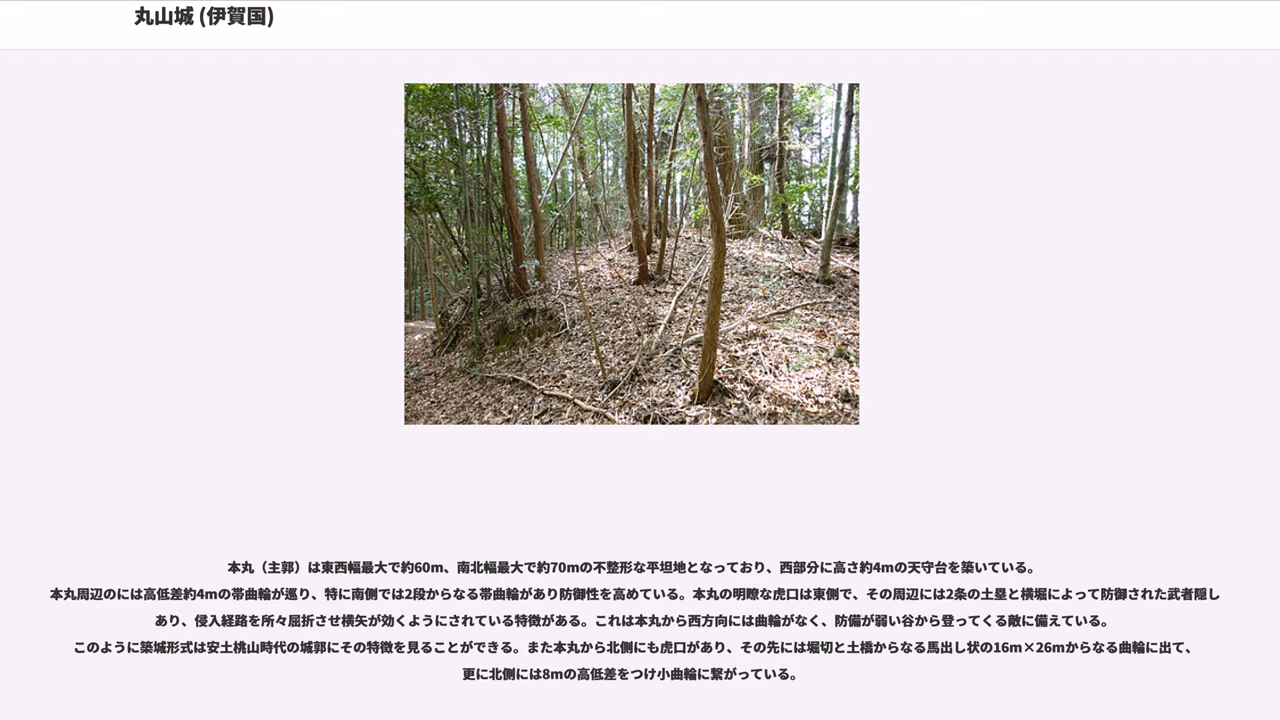 丸山城 (伊賀国)
本丸（主郭）は東西幅最大で約60m、南北幅最大で約70mの不整形な平坦地となっており、西部分に高さ約4mの天守台を築いている。
本丸周辺のには高低差約4mの帯曲輪が巡り、特に南側では2段からなる帯曲輪があり防御性を高めている。本丸の明瞭な虎口は東側で、その周辺には2条の土塁と横堀によって防御された武者隠し
あり、侵入経路を所々屈折させ横矢が効くようにされている特徴がある。これは本丸から西方向には曲輪がなく、防備が弱い谷から登ってくる敵に備えている。
このように築城形式は安土桃山時代の城郭にその特徴を見ることができる。また本丸から北側にも虎口があり、その先には堀切と土橋からなる馬出し状の16m×26mからなる曲輪に出て、
更に北側には8mの高低差をつけ小曲輪に繋がっている。